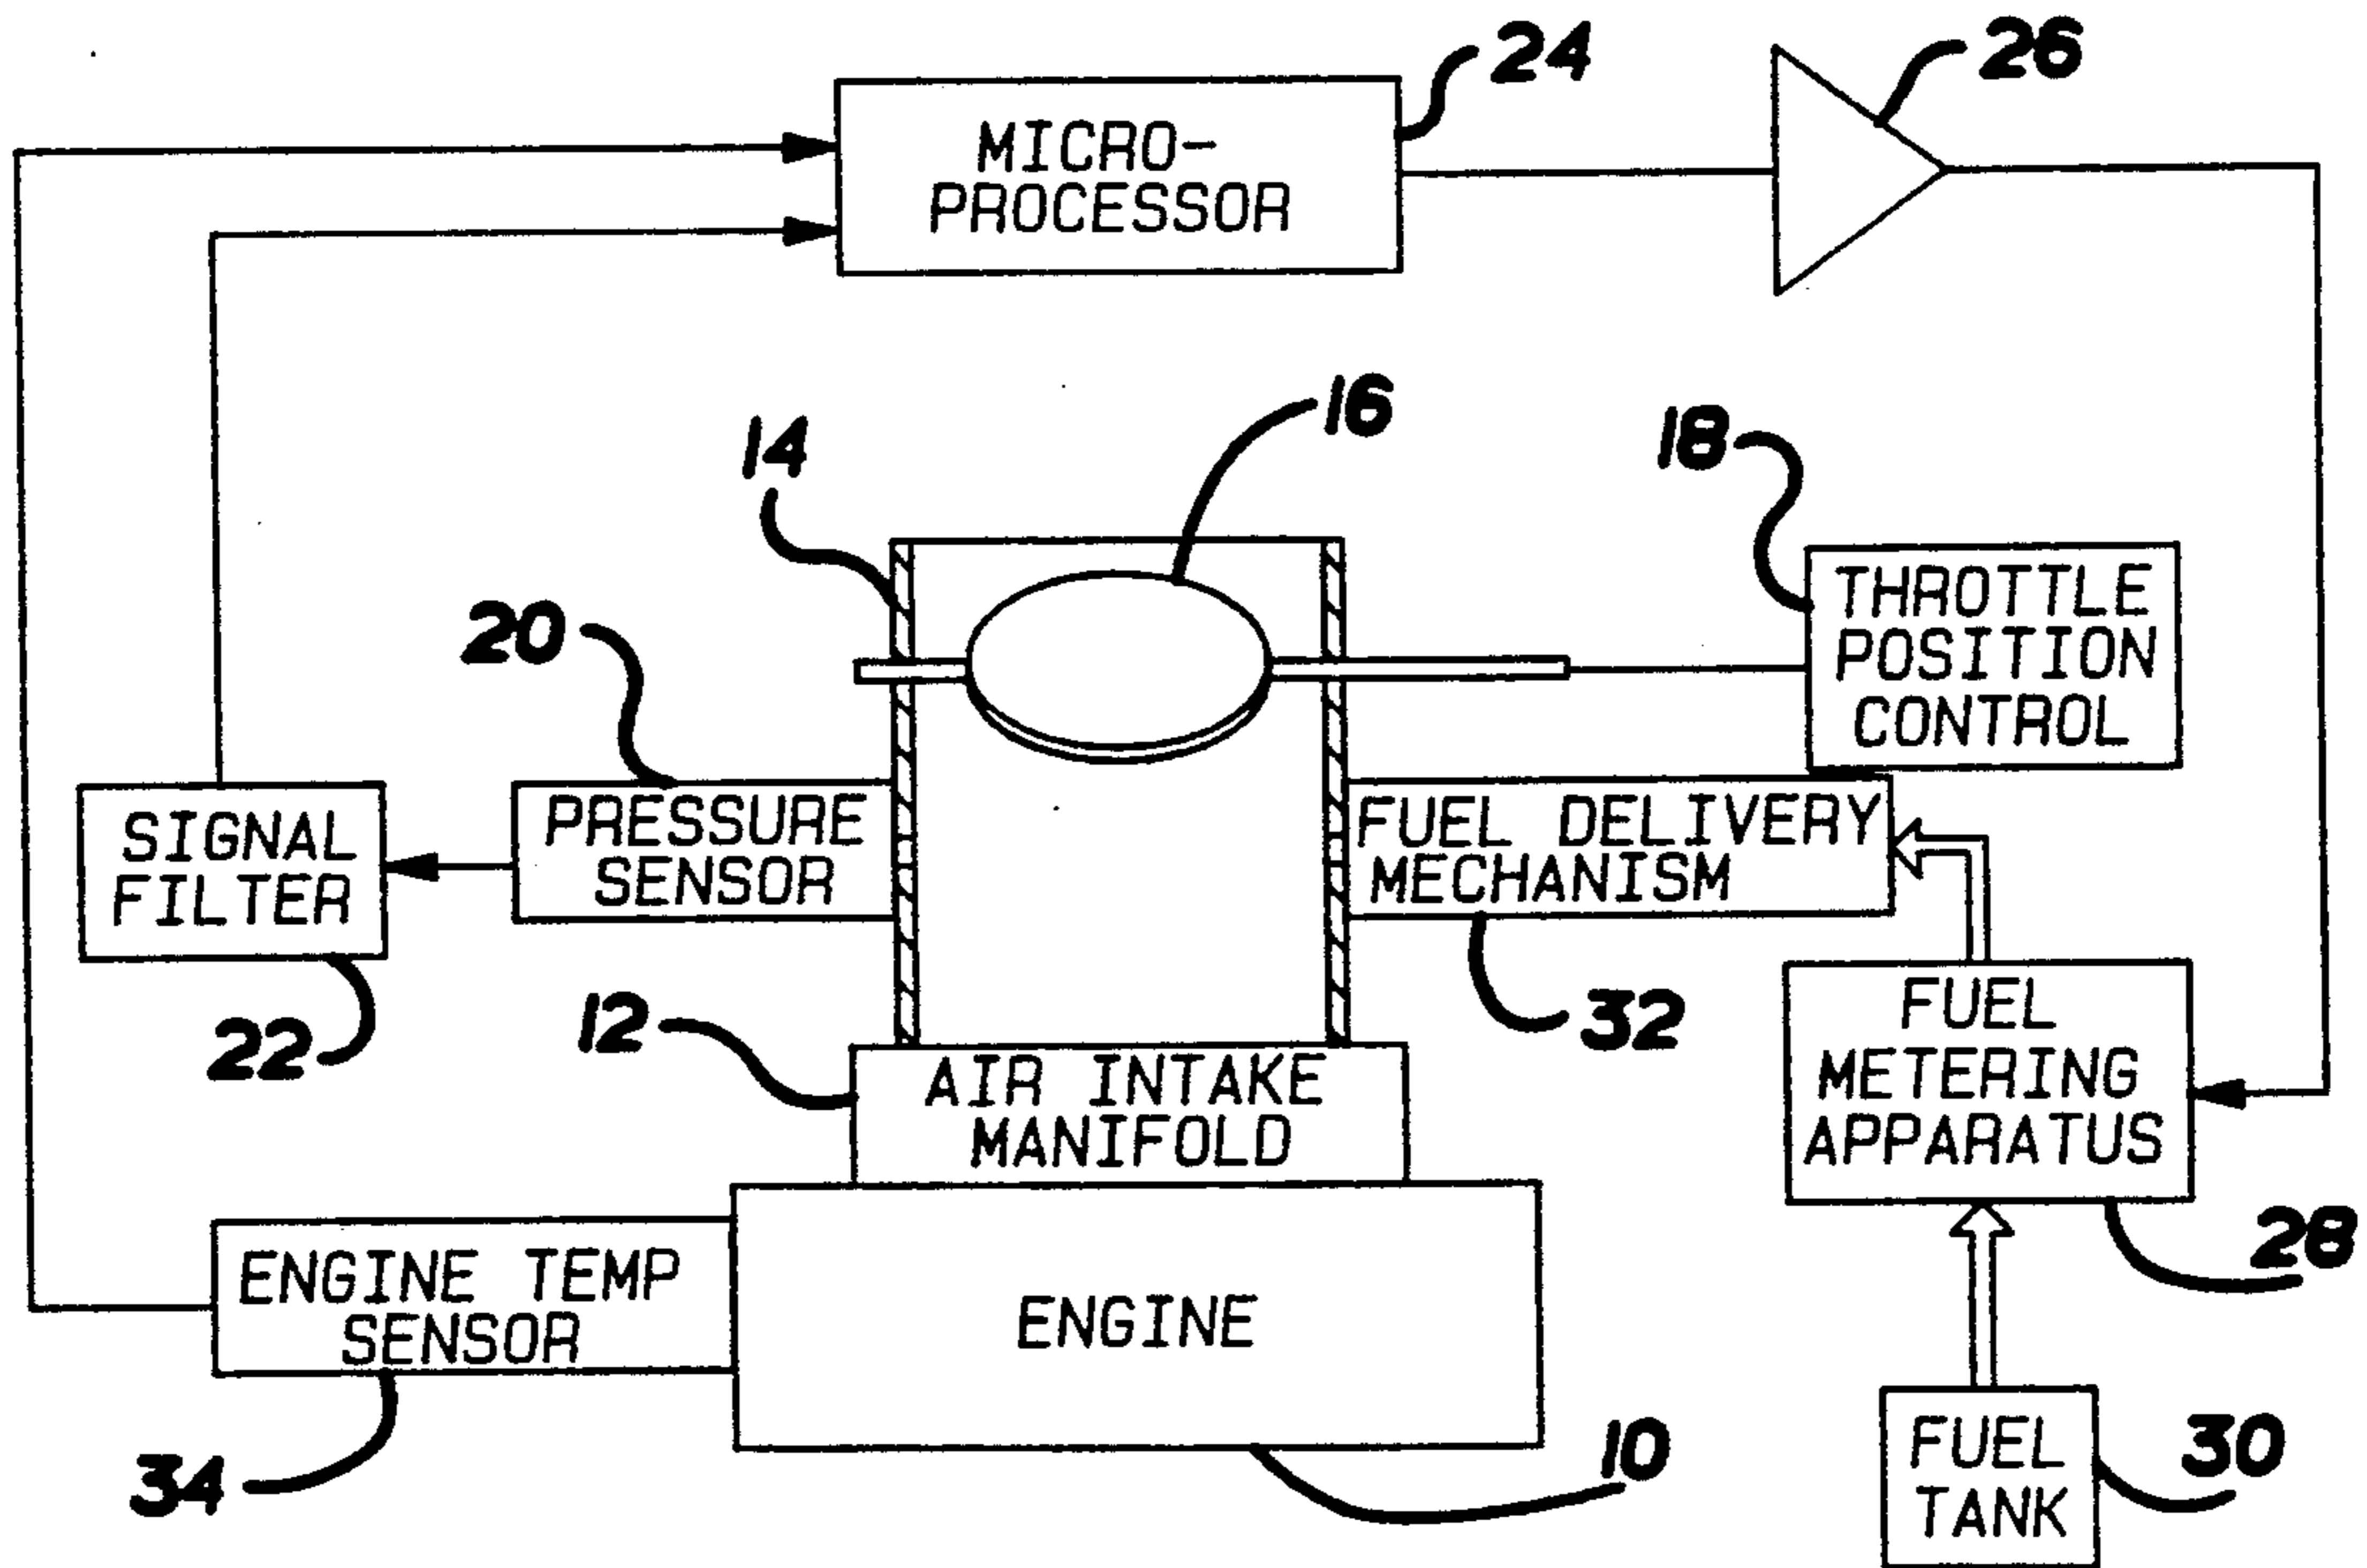 24
26
MICRO-
PROCESSOR
16
14
18
THROTTLE
POSITION
CONTROL
20
PRESSURE
SENSOR
SIGNAL
FILTER
FUEL DELIVERY
MECHANISM
22
12
32
AIR INTAKE
MANIFOLD
FUEL
METERING
APPARATUS
28
ENGINE TEMP
SENSOR
ENGINE
34
10
FUEL
TANK
30